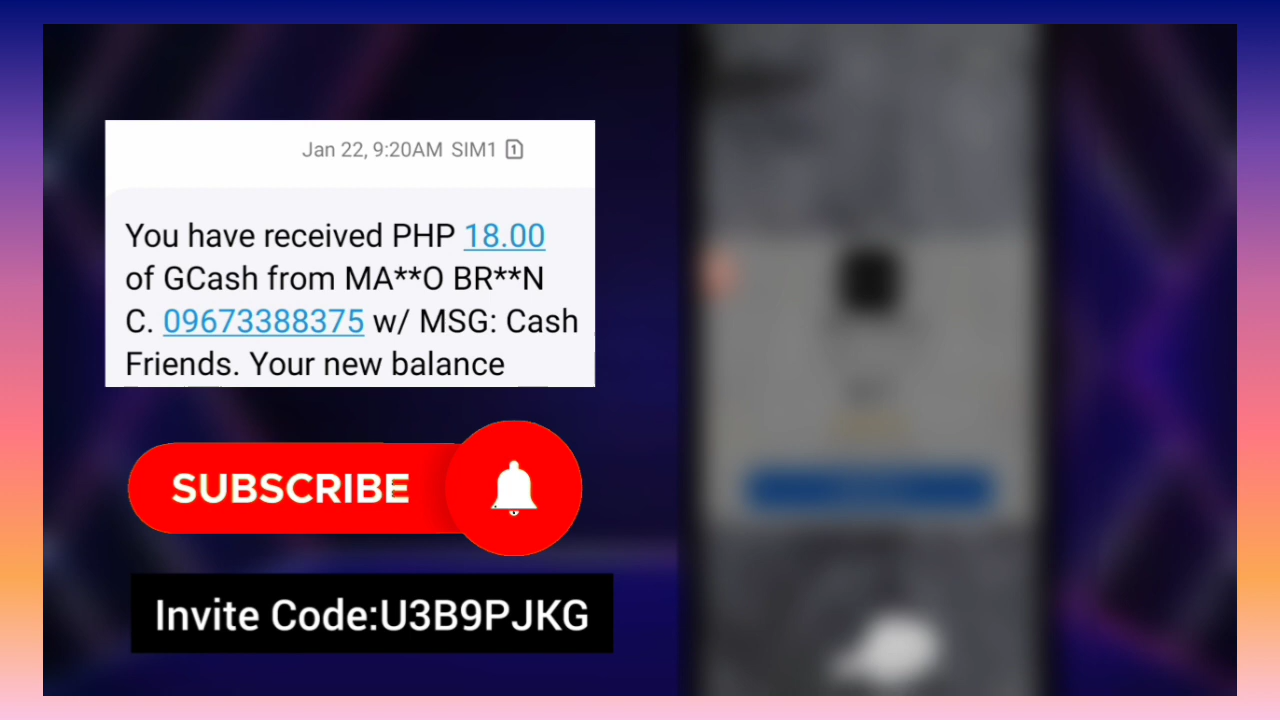 Jan 22, 9:20AM SIM1 1
You have received PHP 18.00
of GCash from MA**O BR**N
C. 09673388375 w/ MSG: Cash
Friends. Your new balance
SUBSCRIBE
Invite Code:U3B9PJKG